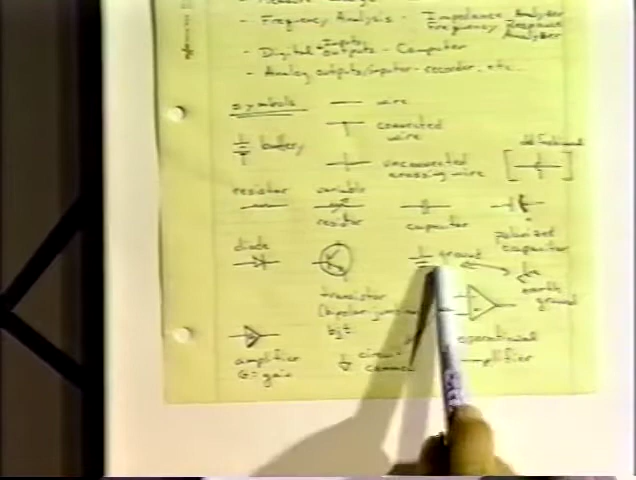 - Frequency Analysis - Impedance Analyzer
Frequency Response
Analyzer
- Digital Inputs
outputs - Computer
- Analog outputs/inputs - recorder, etc.
symbols
wire
connected
wire
battery
old fashioned
unconnected
crossing wire
resistor
variable
resistor
capacitor
polarized
capacitor
diode
ground
earth
ground
transistor
(bipolar junc
bjt
operational
amplifier
amplifier
G = gain
circuit
common